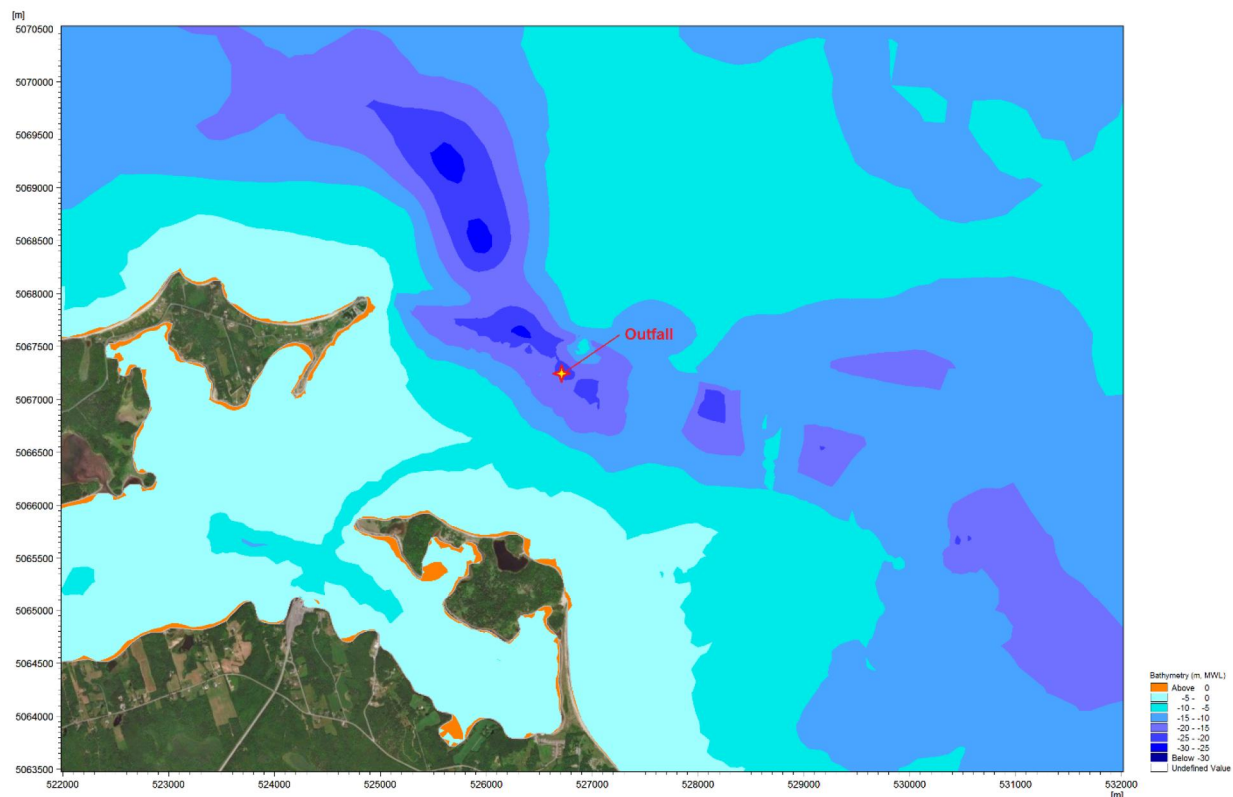 [m]
5070500
5070000
5069500
5069000
5068500
5068000
5067500
5067000
5066500
5066000
5065500
5065000
5064500
5064000
5063500
Outfall
522000 523000 524000 525000 526000 527000 528000 529000 530000 531000 532000
[m]
Bathymetry (m, MWL)
Above 0
-5 - 0
-10 - -5
-15 - -10
-20 - -15
-25 - -20
-30 - -25
Below -30
Undefined Value